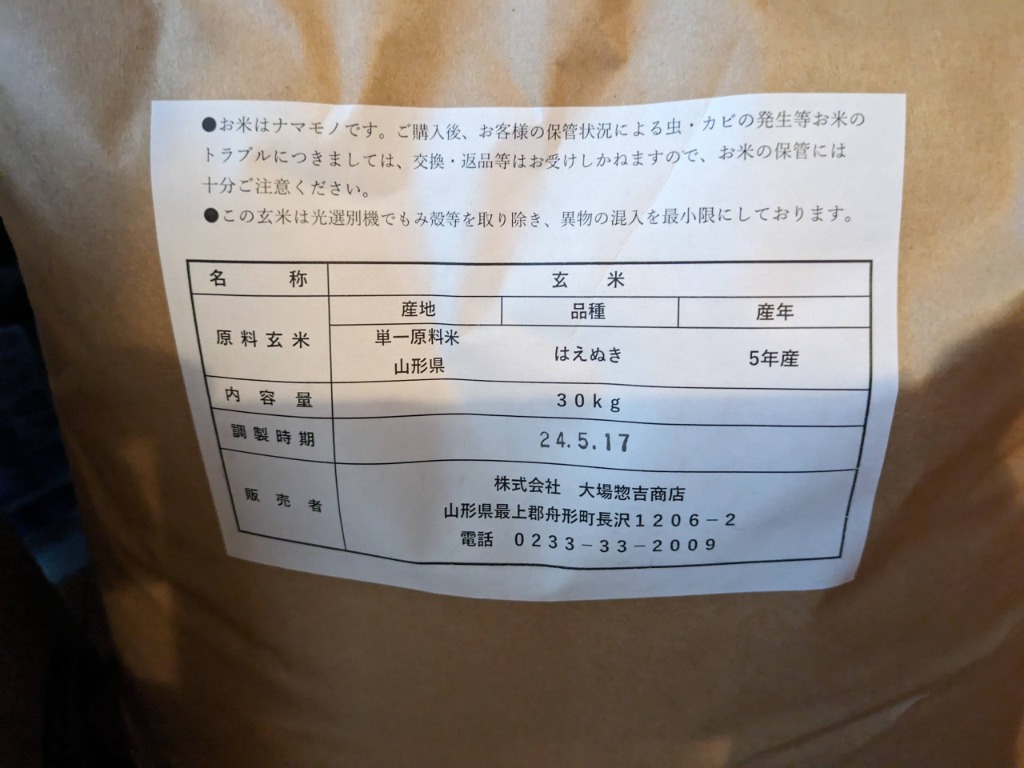 ●お米はナマモノです。ご購入後、お客様の保管状況による虫・カビの発生等お米の
トラブルにつきましては、交換・返品等はお受けしかねますので、お米の保管には
十分ご注意ください。
●この玄米は光選別機でもみ殻等を取り除き、異物の混入を最小限にしております。
名称 玄米
原料玄米 産地 品種 産年
単一原料米
山形県 はえぬき 5年産
内容量 30kg
調製時期 24.5.17
販売者 株式会社 大場惣吉商店
山形県最上郡舟形町長沢1206-2
電話 0233-33-2009